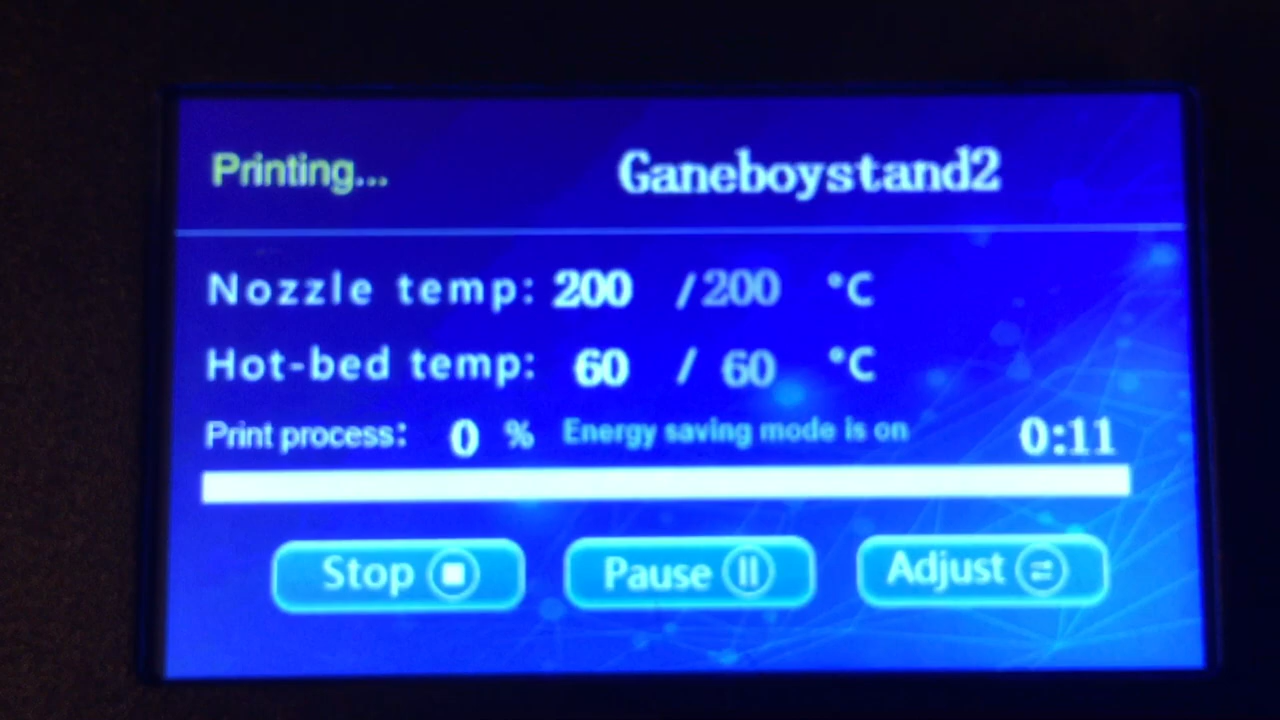 Printing... Ganeboystand2
Nozzle temp: 200 / 200 °C
Hot-bed temp: 60 / 60 °C
Print process: 0 % Energy saving mode is on 0:11
Stop Pause Adjust